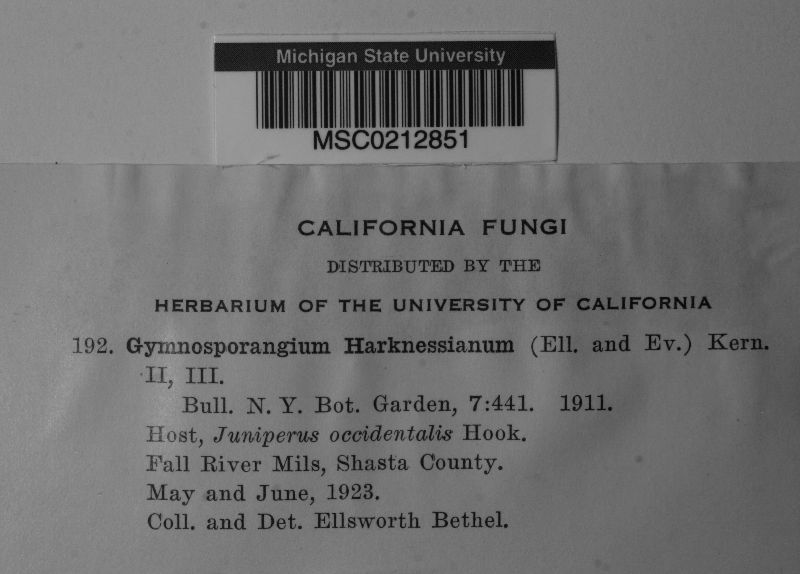 Michigan State University
MSC0212851
CALIFORNIA FUNGI
DISTRIBUTED BY THE
HERBARIUM OF THE UNIVERSITY OF CALIFORNIA
192. Gymnosporangium Harknessianum (Ell. and Ev.) Kern.
II, III.
Bull. N. Y. Bot. Garden, 7:441. 1911.
Host, Juniperus occidentalis Hook.
Fall River Mils, Shasta County.
May and June, 1923.
Coll. and Det. Ellsworth Bethel.